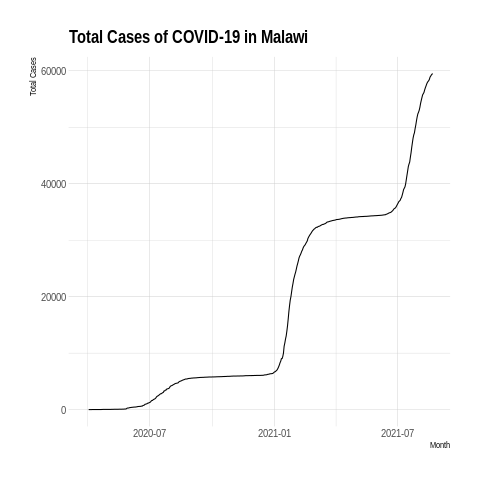 Total Cases of COVID-19 in Malawi
Total Cases
60000
40000
20000
0
2020-07
2021-01
2021-07
Month